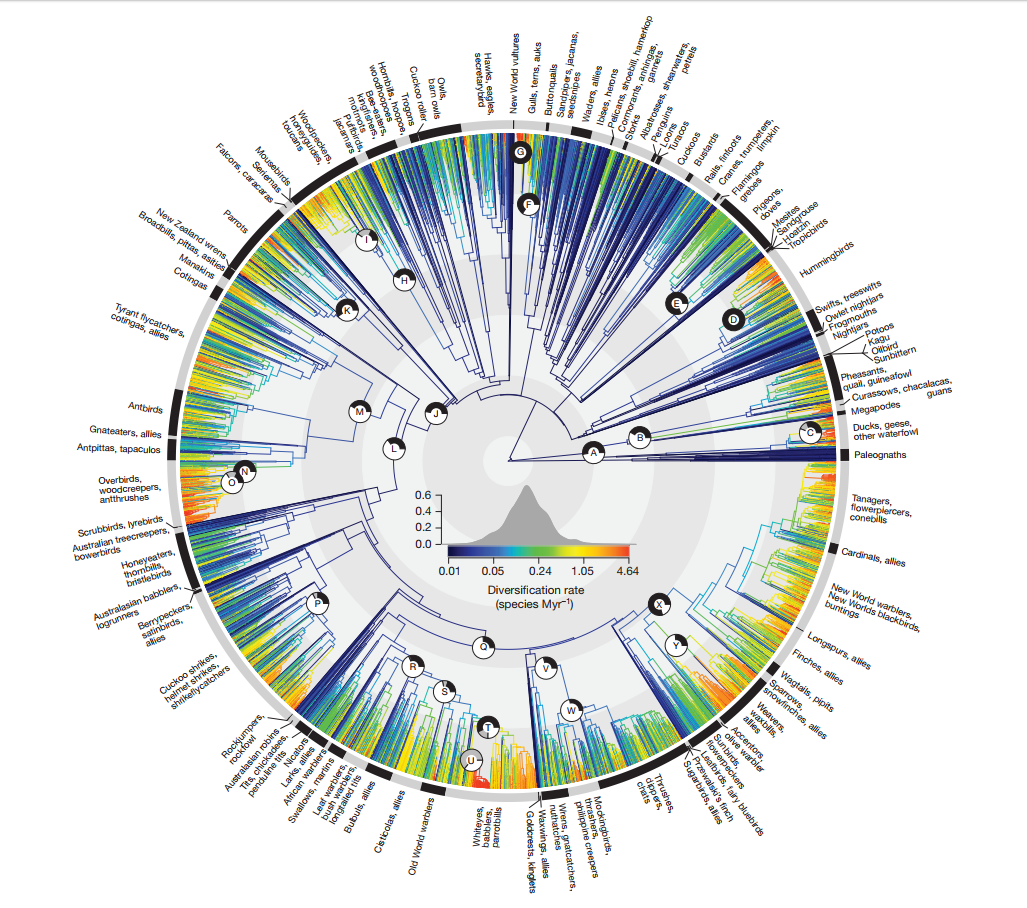 New World vultures
Gulls, terns, auks
Buttonquails
Sandpipers, jacanas,
seedsnipes
Waders, allies
Ibises, herons
Pelicans, shoebill, hamerkop
Cormorants, anhingas,
gannets
Storks
Albatrosses, shearwaters,
petrels
Penguins
Loons
Turacos
Cuckoos
Bustards
Rails, finfoots
Cranes, trumpeters,
limpkin
Flamingos
grebes
Pigeons,
doves
Mesites
Sandgrouse
Hoatzin
Tropicbirds
Hummingbirds
Swifts, treeswifts
Owlet nightjars
Frogmouths
Nightjars
Potoos
Kagu
Oilbird
Sunbittern
Pheasants,
quail, guineafowl
Curassows, chacalacas,
guans
Megapodes
Ducks, geese,
other waterfowl
Paleognaths
Tanagers,
flowerpiercers,
conebills
Cardinals, allies
New World warblers,
New Worlds blackbirds,
buntings
Longspurs, allies
Finches, allies
Wagtails, pipits
Sparrows,
snowfinches, allies
Weavers,
waxbills,
allies
Accentors,
olive warbler
Sunbirds,
flowerpeckers
Leafbirds, fairy bluebirds
Przewalski's finch
Sugarbirds, allies
Thrushes,
dippers,
chats
Mockingbirds,
thrashers,
philippine creepers
Wrens, gnatcatchers,
nuthatches
Waxwings, allies
Goldcrests, kinglets
Whiteyes,
babblers,
parrotbills
Old World warblers
Cisticolas, allies
Bulbuls, allies
Leaf warblers,
bush warblers,
longtailed tits
Swallows, martins
African warblers
Larks, allies
Nicators
Tits, chickadees,
penduline tits
Australasian robins
Rockjumpers,
rockfowl
Cuckoo shrikes,
helmet shrikes,
shrikeflycatchers
Berrypeckers,
satinbirds,
allies
Australasian babblers,
logrunners
Honeyeaters,
thornbills,
bristlebirds
Australian treecreepers,
bowerbirds
Scrubbirds, lyrebirds
Overbirds,
woodcreepers,
anthrushes
Antpittas, tapaculos
Gnateaters, allies
Antbirds
Tyrant flycatchers,
cotingas, allies
Cotingas
Manakins
Broadbills, pittas, asities
New Zealand wrens
Parrots
Falcons, caracaras
Seriemas
Mousebirds
Woodpeckers,
honeyguides,
toucans
Puffbirds,
jacamars
Bee-eaters,
kingfishers,
motmots
Hornbills, hoopoe,
woodhoopoes
Trogons
Cuckoo roller
Owls,
barn owls
Hawks, eagles,
secretarybird
G
F
E
D
C
B
A
I
H
K
J
M
L
N
O
P
Q
R
S
T
U
V
W
X
Y
0.6
0.4
0.2
0.0
0.01 0.05 0.24 1.05 4.64
Diversification rate
(species Myr⁻¹)